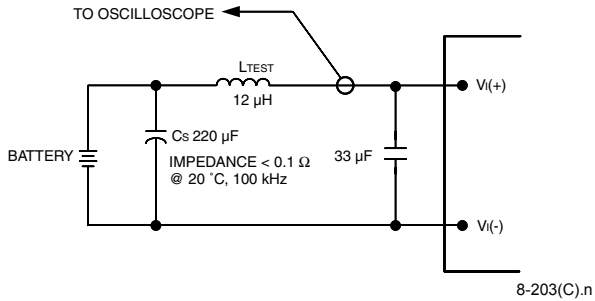 TO OSCILLOSCOPE
LTEST
12 µH
VI(+)
CS 220 µF
BATTERY
IMPEDANCE < 0.1 Ω
@ 20 ˚C, 100 kHz
33 µF
VI(-)
8-203(C).n